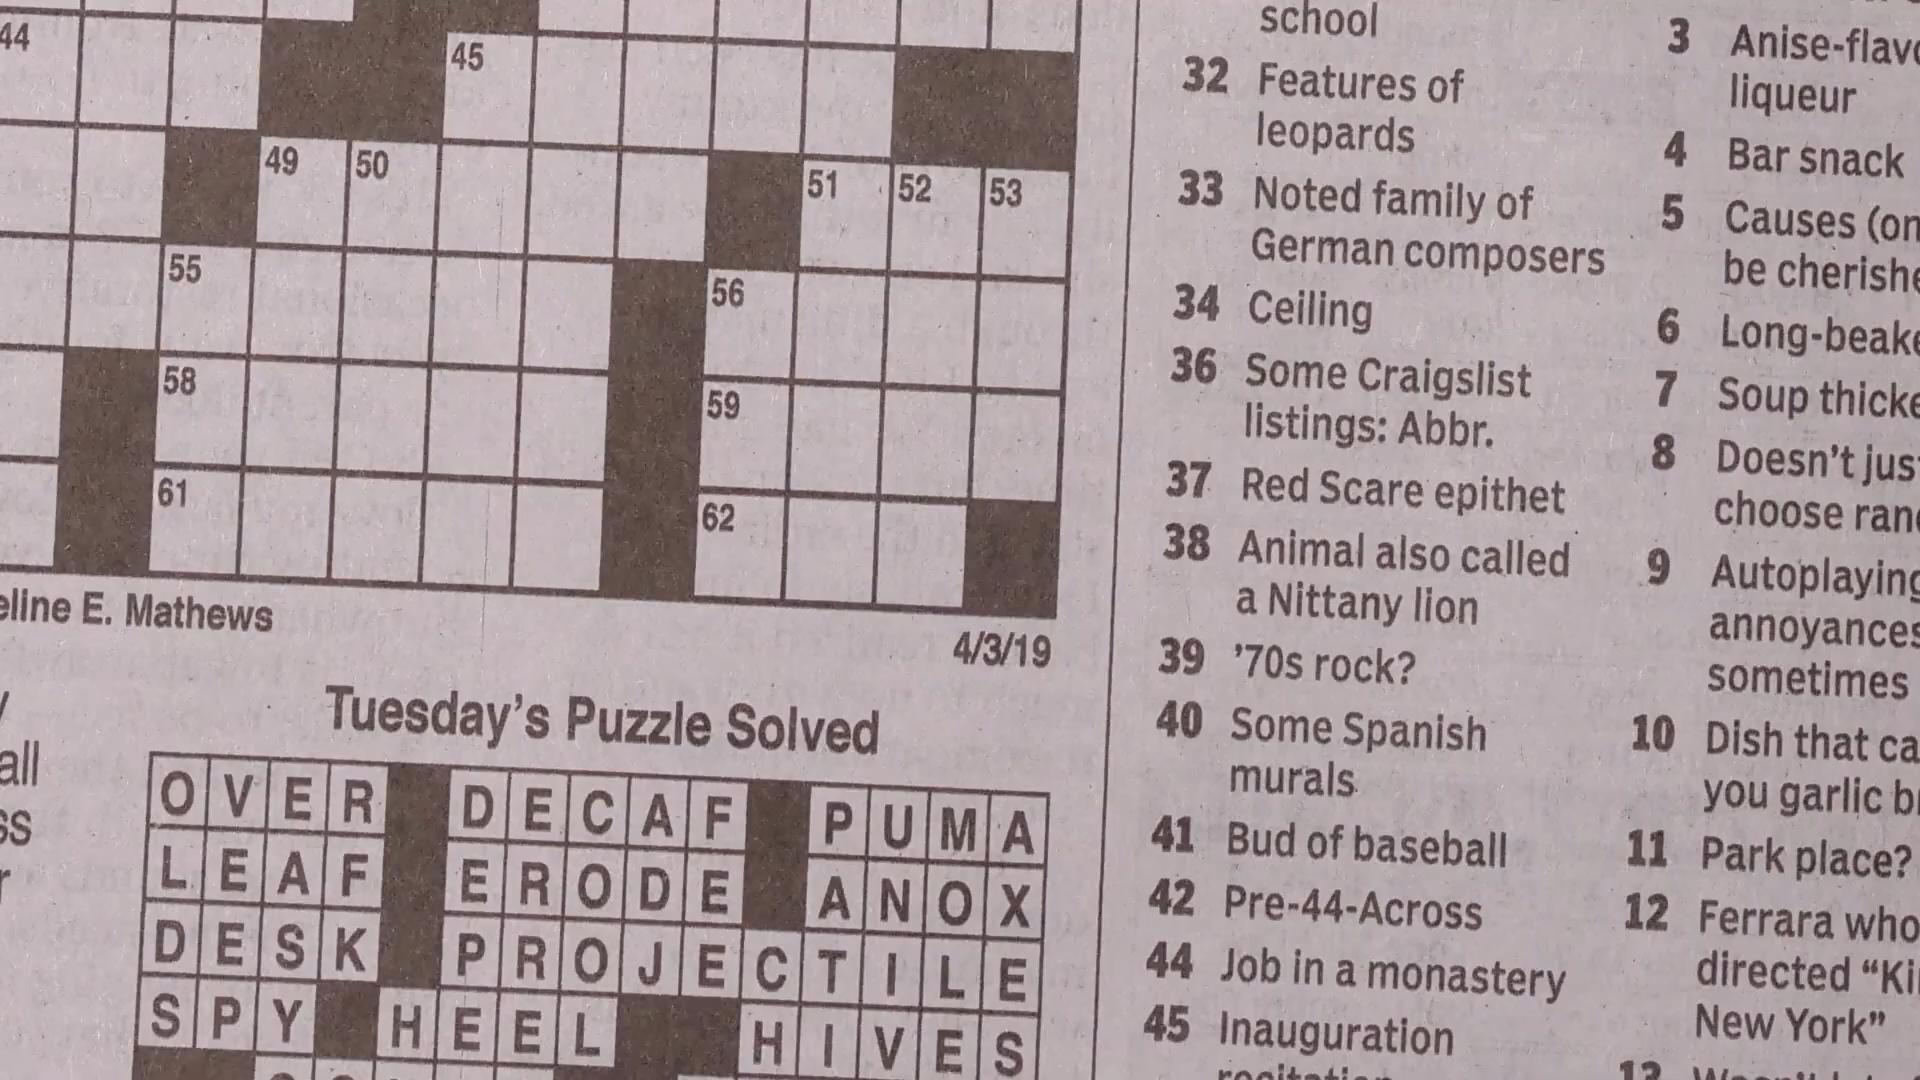 44
45
49 50
51 52 53
55
56
58
59
61
62
eline E. Mathews
4/3/19
all
Tuesday's Puzzle Solved
O V E R D E C A F P U M A
L E A F E R O D E A N O X
D E S K P R O J E C T I L E
S P Y H E E L H I V E S
school
32 Features of
leopards
33 Noted family of
German composers
34 Ceiling
36 Some Craigslist
listings: Abbr.
37 Red Scare epithet
38 Animal also called
a Nittany lion
39 '70s rock?
40 Some Spanish
murals
41 Bud of baseball
42 Pre-44-Across
44 Job in a monastery
45 Inauguration
3 Anise-flavo
liqueur
4 Bar snack
5 Causes (on
be cherishe
6 Long-beake
7 Soup thicke
8 Doesn't jus
choose ran
9 Autoplaying
annoyances
sometimes
10 Dish that ca
you garlic b
11 Park place?
12 Ferrara who
directed “Ki
New York”